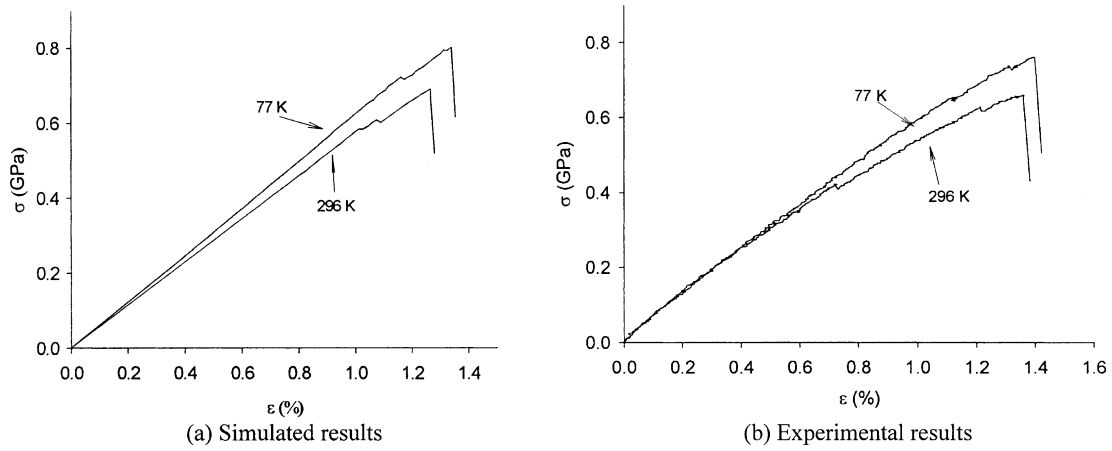 0.8
0.6
0.4
0.2
0.0
σ (GPa)
77 K
296 K
0.0 0.2 0.4 0.6 0.8 1.0 1.2 1.4
ε (%)
(a) Simulated results
0.8
0.6
0.4
0.2
0.0
σ (GPa)
77 K
296 K
0.0 0.2 0.4 0.6 0.8 1.0 1.2 1.4 1.6
ε (%)
(b) Experimental results